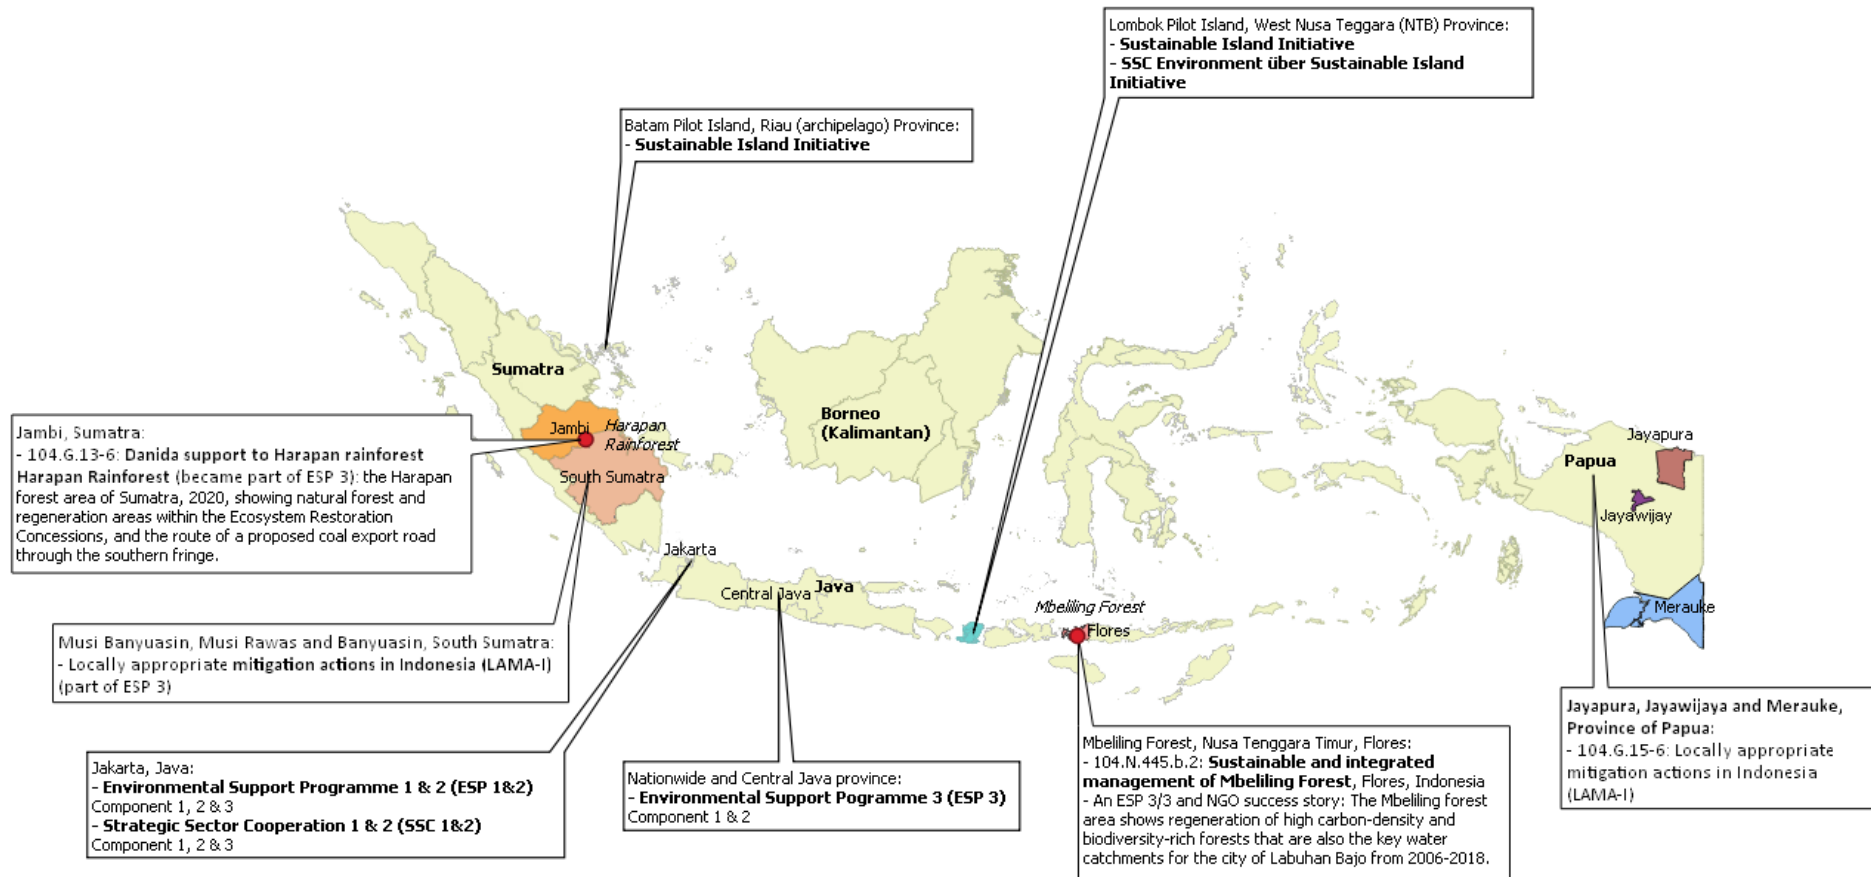 Lombok Pilot Island, West Nusa Teggara (NTB) Province:
- Sustainable Island Initiative
- SSC Environment über Sustainable Island
Initiative
Batam Pilot Island, Riau (archipelago) Province:
- Sustainable Island Initiative
Sumatra
Borneo
(Kalimantan)
Jambi
Harapan
Rainforest
South Sumatra
Jakarta
Central Java
Java
Mbeliling Forest
Flores
Papua
Jayapura
Jayawijay
Merauke
Jambi, Sumatra:
- 104.G.13-6: Danida support to Harapan rainforest
Harapan Rainforest (became part of ESP 3): the Harapan
forest area of Sumatra, 2020, showing natural forest and
regeneration areas within the Ecosystem Restoration
Concessions, and the route of a proposed coal export road
through the southern fringe.
Musi Banyuasin, Musi Rawas and Banyuasin, South Sumatra:
- Locally appropriate mitigation actions in Indonesia (LAMA-I)
(part of ESP 3)
Jakarta, Java:
- Environmental Support Programme 1 & 2 (ESP 1&2)
Component 1, 2 & 3
- Strategic Sector Cooperation 1 & 2 (SSC 1&2)
Component 1, 2 & 3
Nationwide and Central Java province:
- Environmental Support Pogramme 3 (ESP 3)
Component 1 & 2
Mbeliling Forest, Nusa Tenggara Timur, Flores:
- 104.N.445.b.2: Sustainable and integrated
management of Mbeliling Forest, Flores, Indonesia
- An ESP 3/3 and NGO success story: The Mbeliling forest
area shows regeneration of high carbon-density and
biodiversity-rich forests that are also the key water
catchments for the city of Labuhan Bajo from 2006-2018.
Jayapura, Jayawijaya and Merauke,
Province of Papua:
- 104.G.15-6: Locally appropriate
mitigation actions in Indonesia
(LAMA-I)